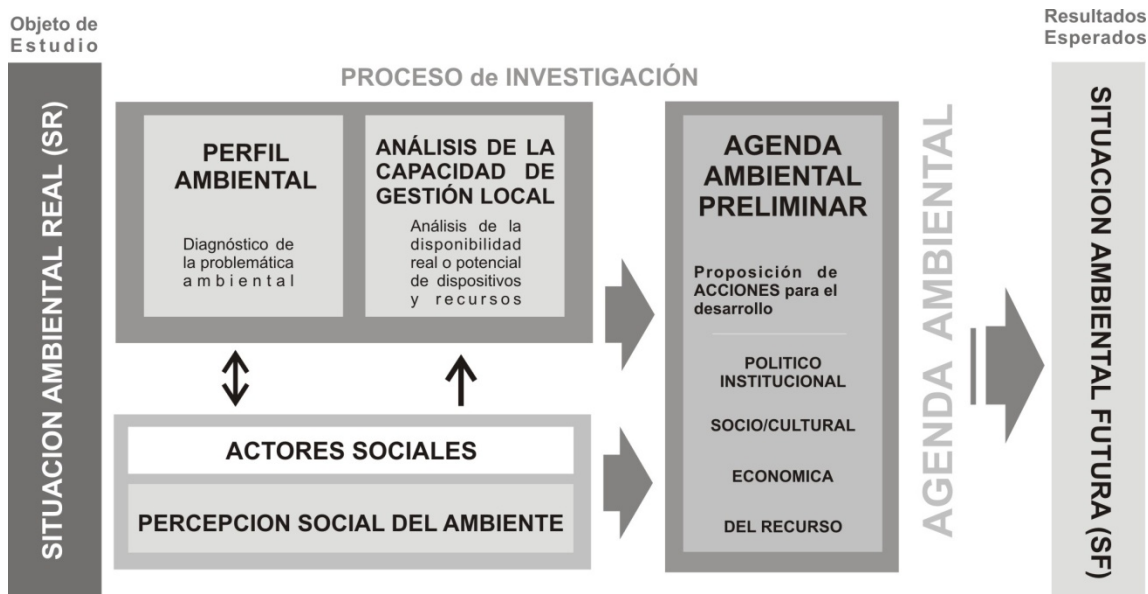 Objeto de
Estudio
SITUACION AMBIENTAL REAL (SR)
PROCESO de INVESTIGACIÓN
PERFIL
AMBIENTAL
Diagnóstico de
la problemática
ambiental
ANÁLISIS DE LA
CAPACIDAD DE
GESTIÓN LOCAL
Análisis de la
disponibilidad
real o potencial
de dispositivos
y recursos
ACTORES SOCIALES
PERCEPCION SOCIAL DEL AMBIENTE
AGENDA
AMBIENTAL
PRELIMINAR
Proposición de
ACCIONES para el
desarrollo
POLITICO
INSTITUCIONAL
SOCIO/CULTURAL
ECONOMICA
DEL RECURSO
AGENDA AMBIENTAL
Resultados
Esperados
SITUACION AMBIENTAL FUTURA (SF)